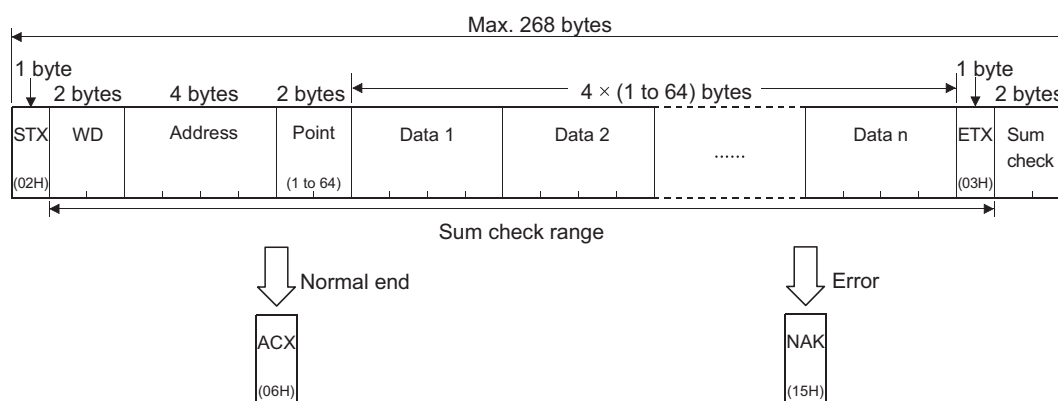 Max. 268 bytes
1 byte
1 byte
2 bytes
4 bytes
2 bytes
4 × (1 to 64) bytes
2 bytes
STX
WD
Address
Point
Data 1
Data 2
......
Data n
ETX
Sum
check
(02H)
(1 to 64)
(03H)
Sum check range
Normal end
Error
ACX
NAK
(06H)
(15H)